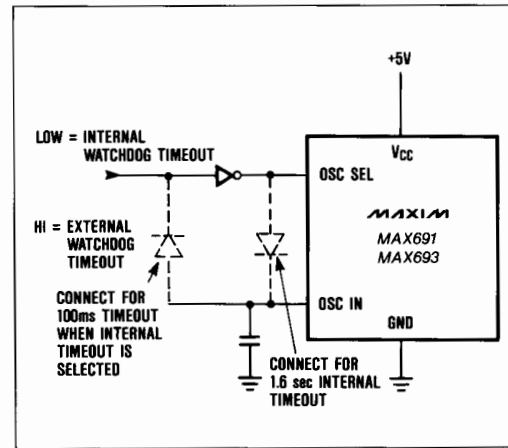 +5V
LOW = INTERNAL
WATCHDOG TIMEOUT
VCC
OSC SEL
MAXIM
MAX691
MAX693
HI = EXTERNAL
WATCHDOG
TIMEOUT
CONNECT FOR
100ms TIMEOUT
WHEN INTERNAL
TIMEOUT IS
SELECTED
OSC IN
GND
CONNECT FOR
1.6 sec INTERNAL
TIMEOUT